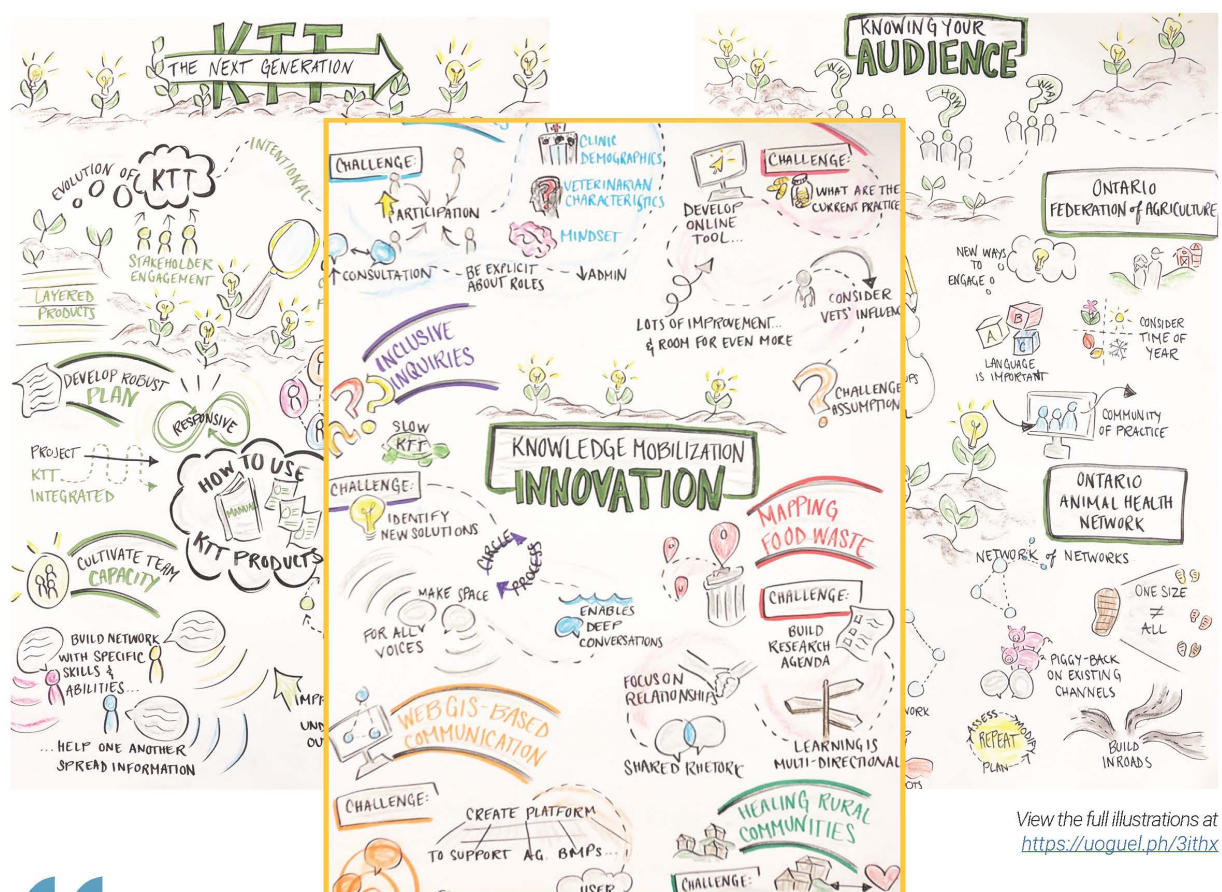 KTT
THE NEXT GENERATION
EVOLUTION OF
KTT
INTENTIONAL
STAKEHOLDER
ENGAGEMENT
LAYERED
PRODUCTS
DEVELOP ROBUST
PLAN
RESPONSIVE
PROJECT
KTT
INTEGRATED
HOW TO USE
MANUAL
KTT PRODUCTS
CULTIVATE TEAM
CAPACITY
BUILD NETWORK
WITH SPECIFIC
SKILLS &
ABILITIES...
...HELP ONE ANOTHER
SPREAD INFORMATION
CHALLENGE:
PARTICIPATION
CLINIC
DEMOGRAPHICS
VETERINARIAN
CHARACTERISTICS
MINDSET
CONSULTATION
BE EXPLICIT
ABOUT ROLES
↓ADMIN
DEVELOP
ONLINE
TOOL...
CHALLENGE:
WHAT ARE THE
CURRENT PRACTICE
LOTS OF IMPROVEMENT...
& ROOM FOR EVEN MORE
CONSIDER
VETS' INFLUEN
CHALLENGE
ASSUMPTION
INCLUSIVE
INQUIRIES
SLOW
KTT
CHALLENGE:
IDENTIFY
NEW SOLUTIONS
CIRCLE
PROCESS
MAKE SPACE
FOR ALL
VOICES
ENABLES
DEEP
CONVERSATIONS
KNOWLEDGE MOBILIZATION
INNOVATION
MAPPING
FOOD WASTE
CHALLENGE:
BUILD
RESEARCH
AGENDA
FOCUS ON
RELATIONSHIP
SHARED RHETORK
LEARNING IS
MULTI-DIRECTIONAL
WEB GIS-BASED
COMMUNICATION
CHALLENGE:
CREATE PLATFORM
TO SUPPORT AG. BMPs...
USER
HEALING RURAL
COMMUNITIES
CHALLENGE:
KNOWING YOUR
AUDIENCE
WHO
HOW
WHAT
ONTARIO
FEDERATION of AGRICULTURE
NEW WAYS
TO
ENGAGE
A
B
C
LANGUAGE
IS IMPORTANT
CONSIDER
TIME OF
YEAR
COMMUNITY
OF PRACTICE
ONTARIO
ANIMAL HEALTH
NETWORK
NETWORK of NETWORKS
ONE SIZE
≠
ALL
PIGGY-BACK
ON EXISTING
CHANNELS
ASSESS
MODIFY
REPEAT
PLAN
BUILD
INROADS
View the full illustrations at
https://uoguel.ph/3ithx